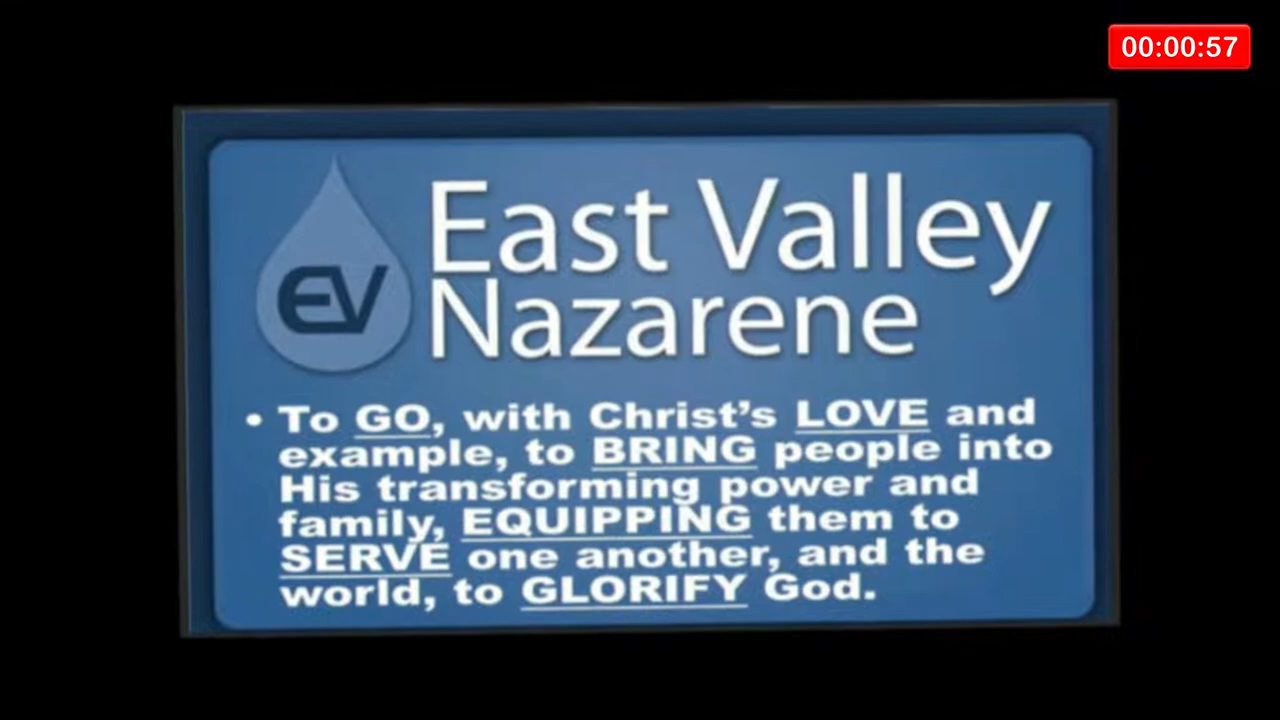 00:00:57
East Valley
Nazarene
EV
• To GO, with Christ's LOVE and
example, to BRING people into
His transforming power and
family, EQUIPPING them to
SERVE one another, and the
world, to GLORIFY God.